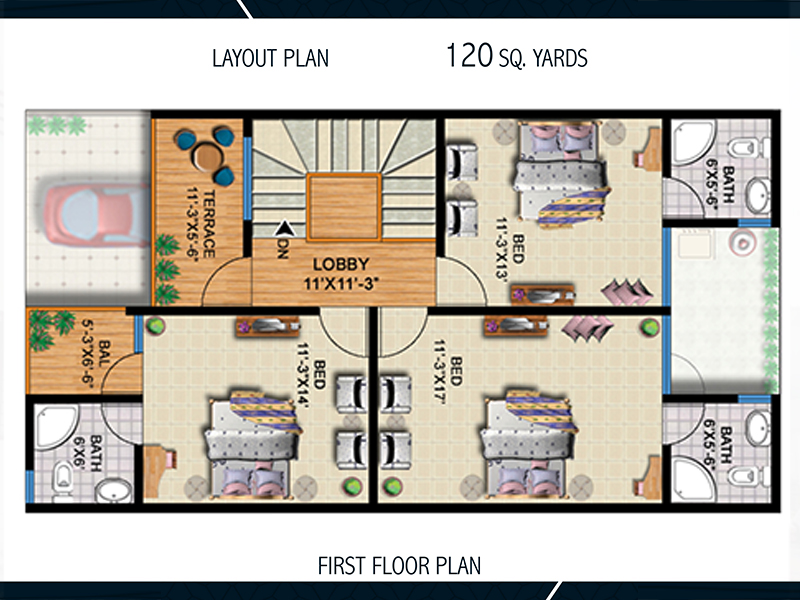 LAYOUT PLAN
120 SQ. YARDS
TERRACE
11'-3"X5'-6"
DN
LOBBY
11'X11'-3"
BED
11'-3"X13'
BATH
6'X5'-6"
BAL
5'-3"X6'-6"
BED
11'-3"X14'
BED
11'-3"X17'
BATH
6'X6'
BATH
6'X5'-6"
FIRST FLOOR PLAN